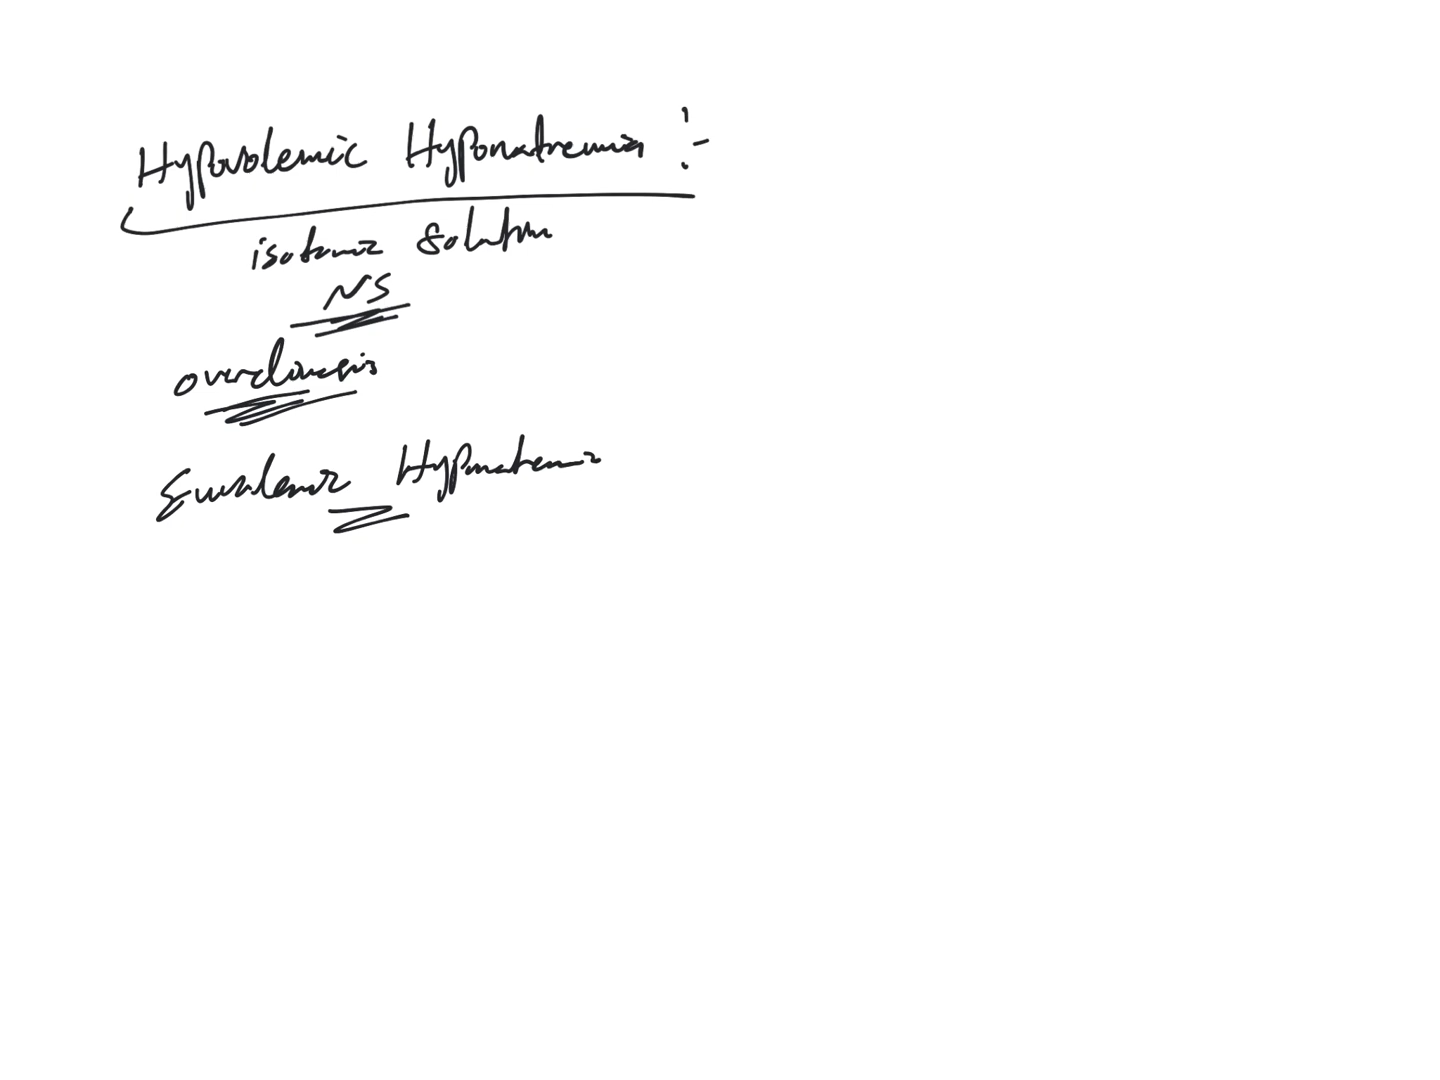 Hypovolemic Hyponatremia :-
isotonic solution
NS
overdiuresis
Euvolemic Hyponatremia